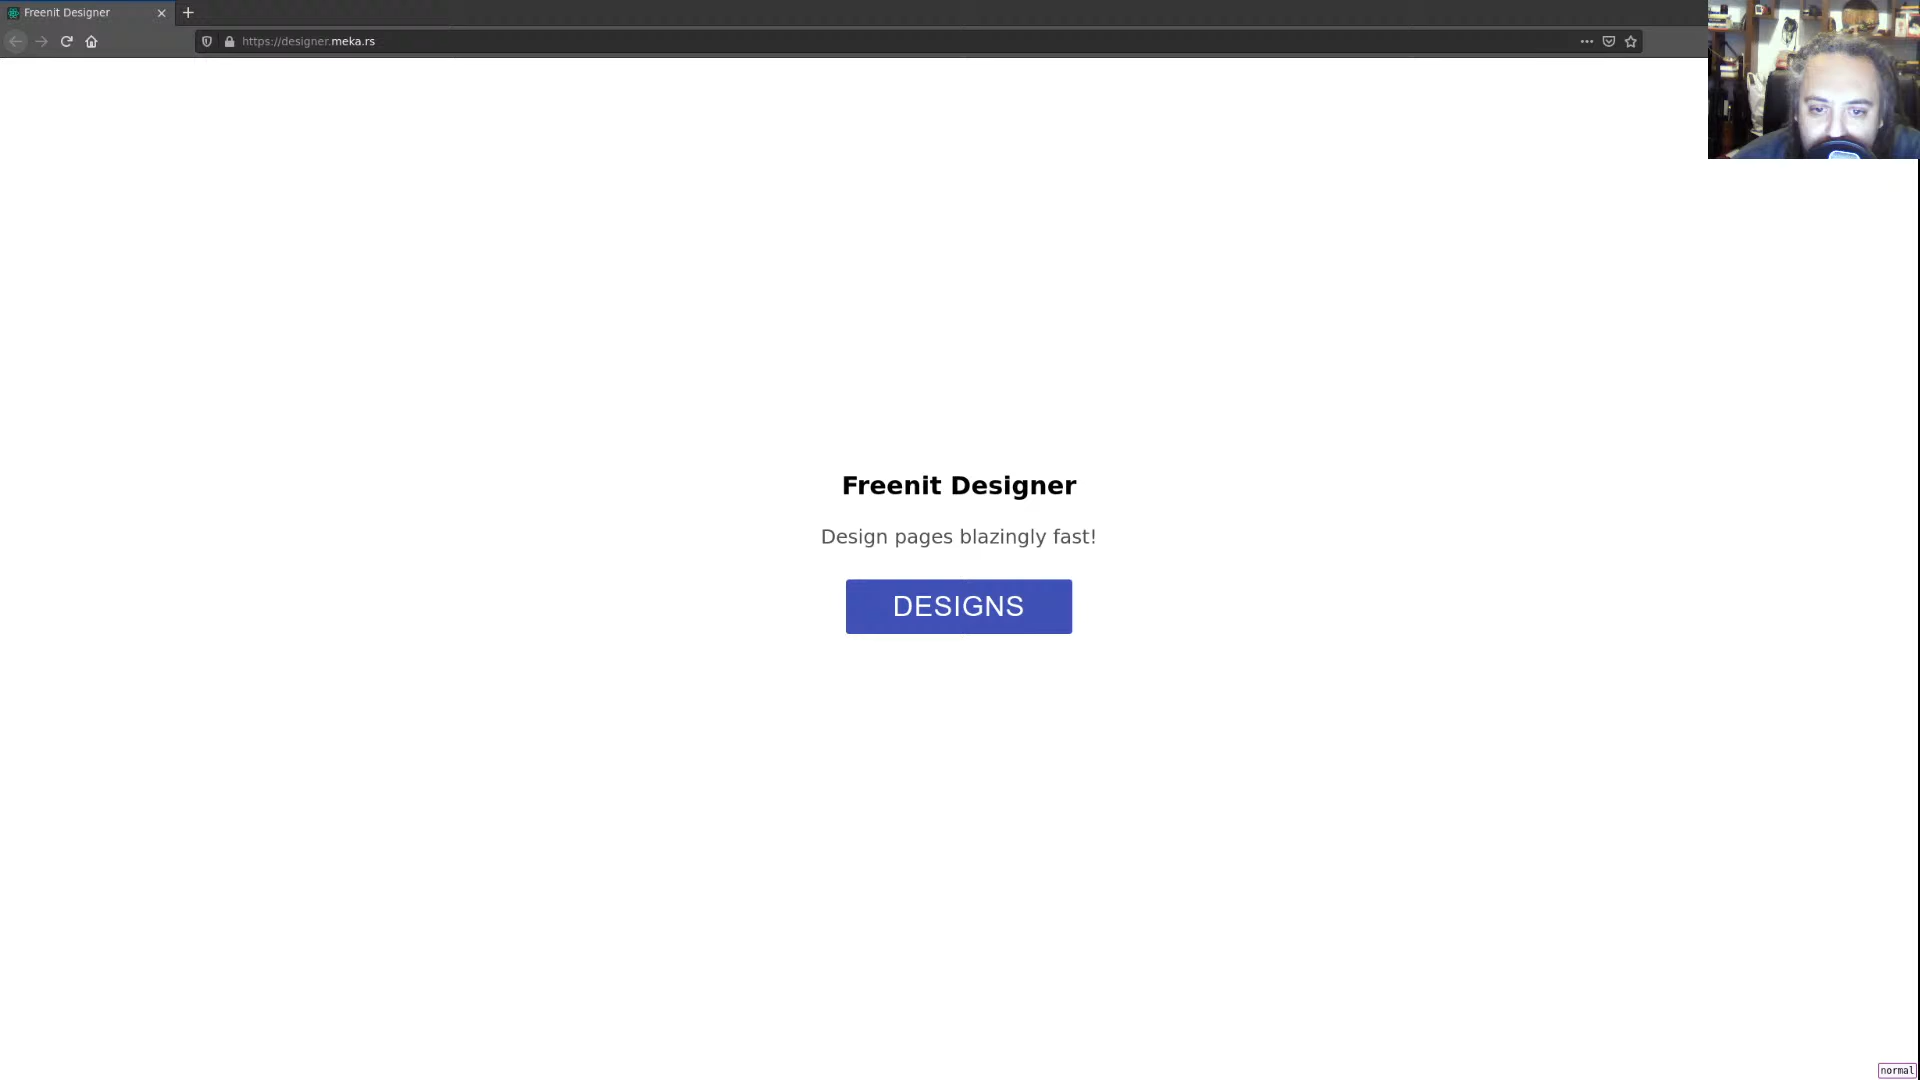 Freenit Designer
https://designer.meka.rs
Freenit Designer
Design pages blazingly fast!
DESIGNS
normal